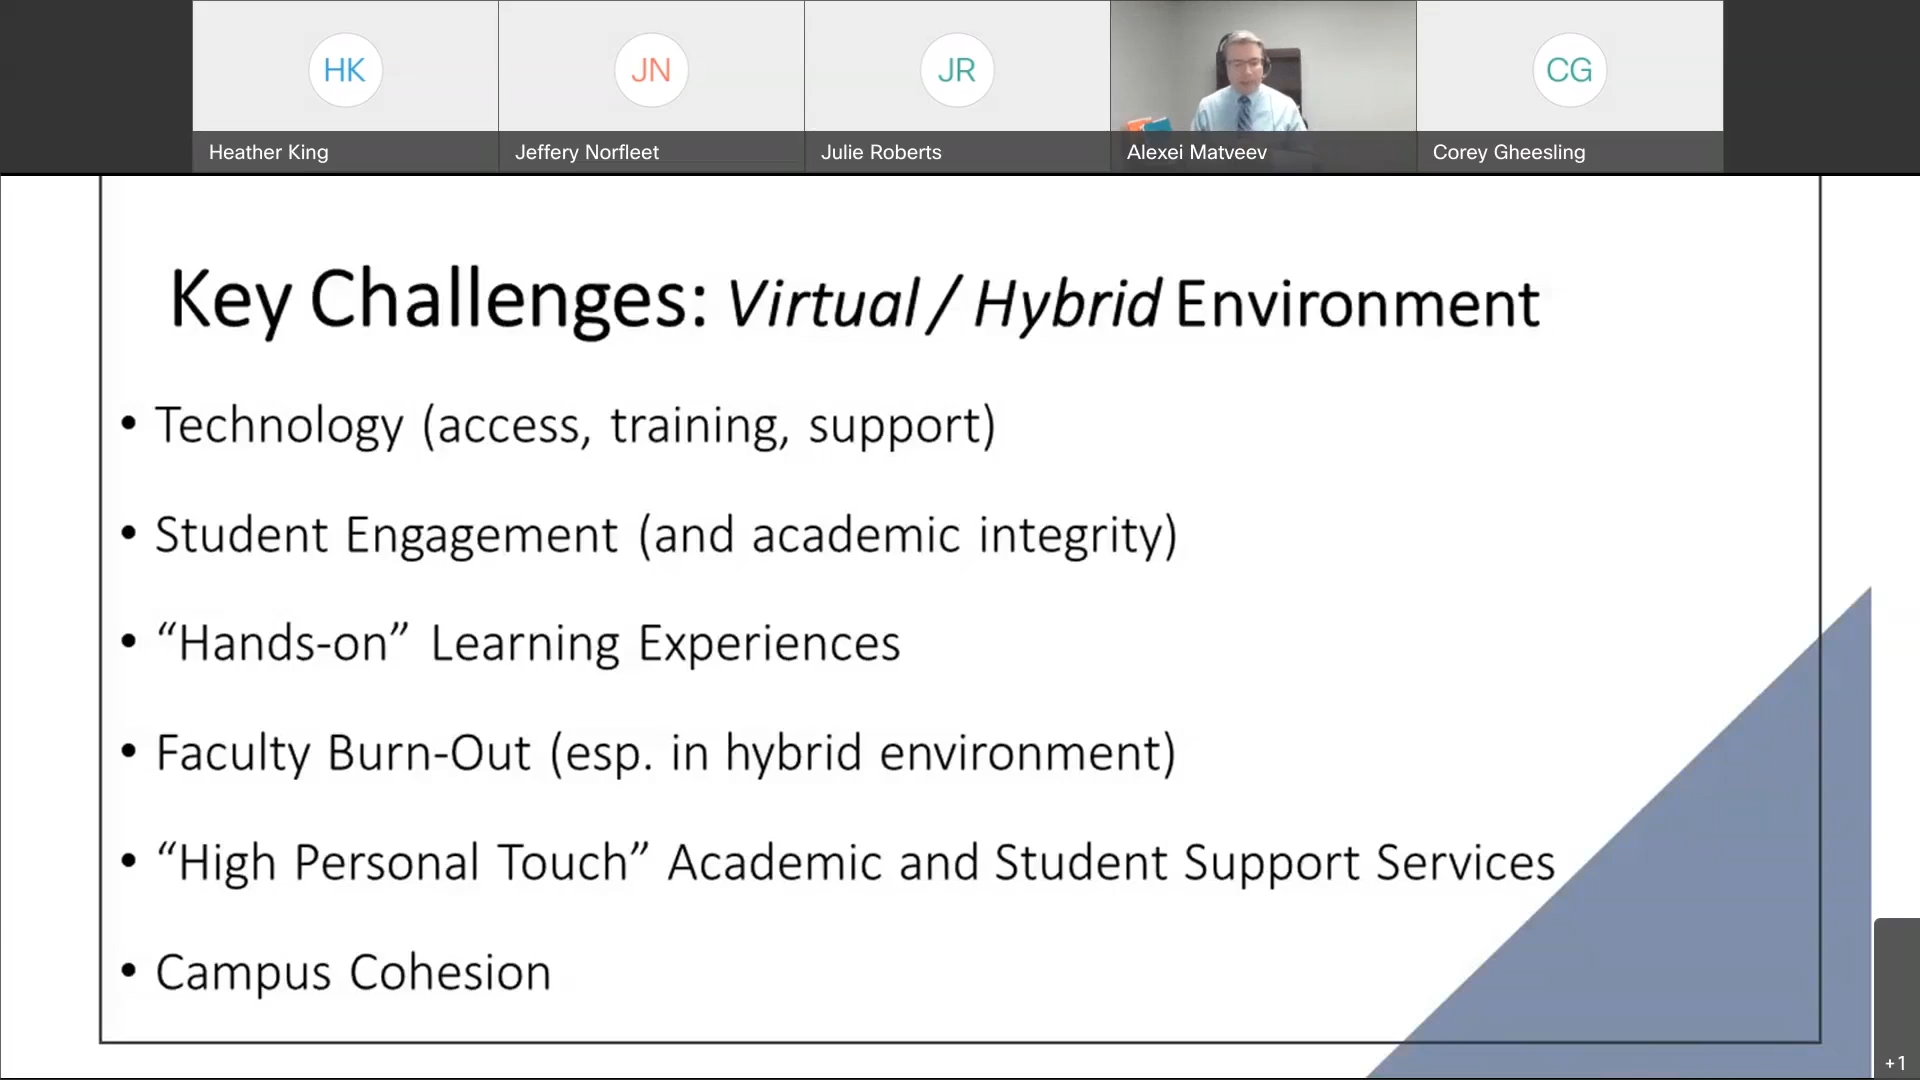 HK
JN
JR
CG
Heather King
Jeffery Norfleet
Julie Roberts
Alexei Matveev
Corey Gheesling
Key Challenges: Virtual / Hybrid Environment
• Technology (access, training, support)
• Student Engagement (and academic integrity)
• “Hands-on” Learning Experiences
• Faculty Burn-Out (esp. in hybrid environment)
• “High Personal Touch” Academic and Student Support Services
• Campus Cohesion
+1